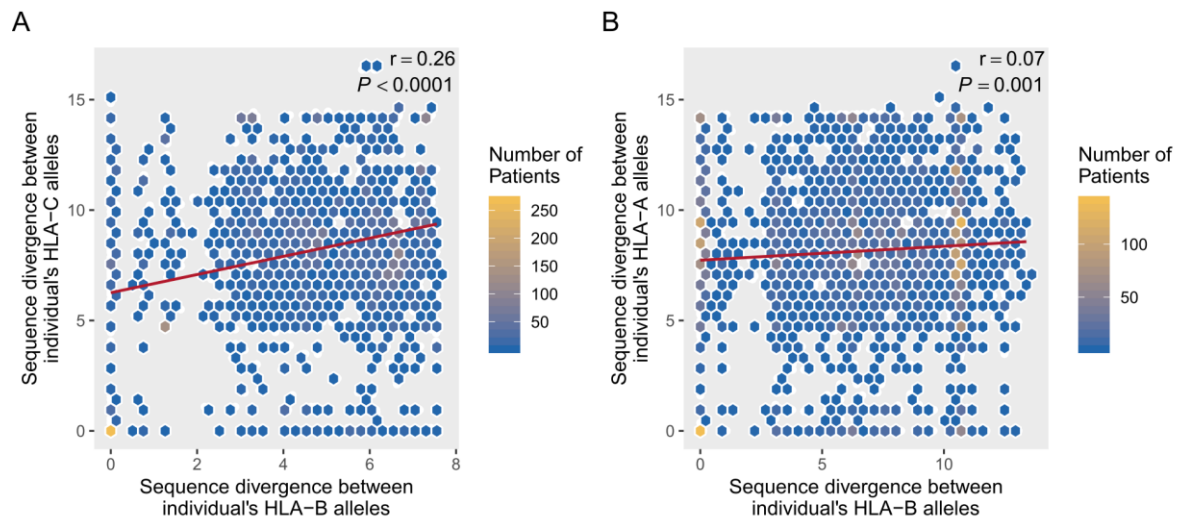 A
r = 0.26
P < 0.0001
15
10
5
0
0
2
4
6
8
Sequence divergence between
individual's HLA−C alleles
Sequence divergence between
individual's HLA−B alleles
Number of
Patients
250
200
150
100
50
B
r = 0.07
P = 0.001
15
10
5
0
0
5
10
Sequence divergence between
individual's HLA−A alleles
Sequence divergence between
individual's HLA−B alleles
Number of
Patients
100
50